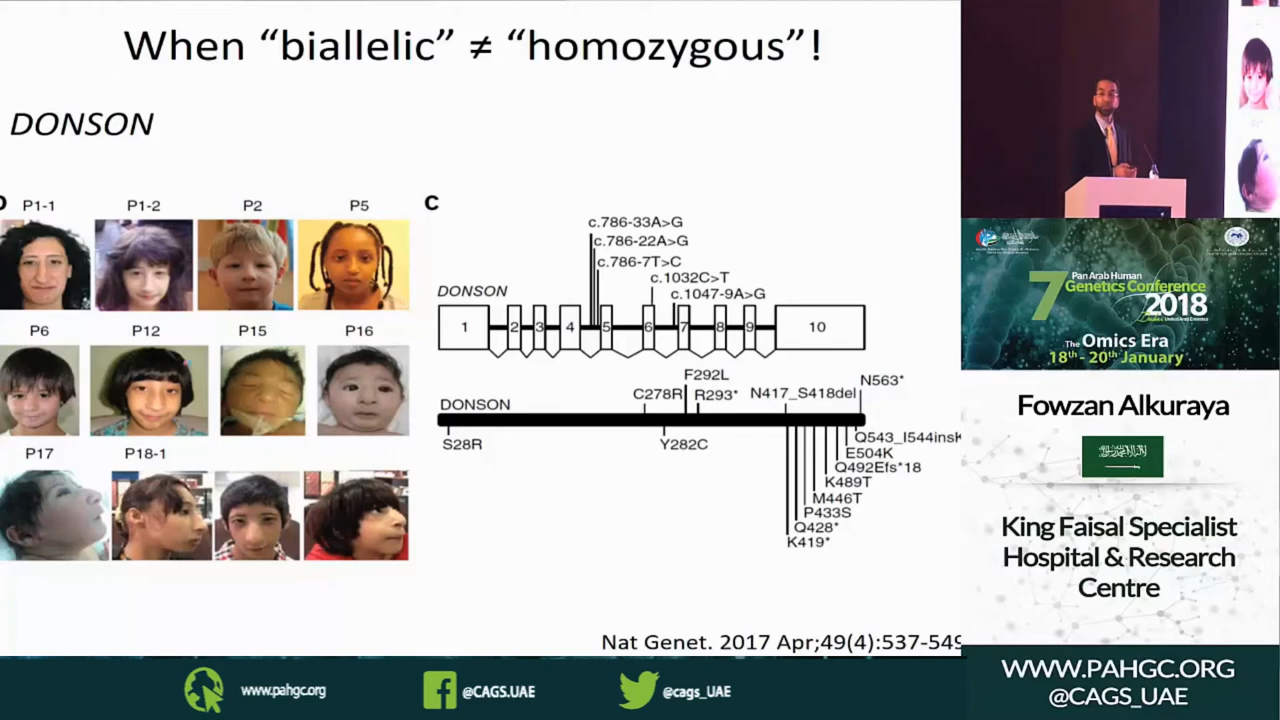 When “biallelic” ≠ “homozygous”!
DONSON
P1-1
P1-2
P2
P5
P6
P12
P15
P16
P17
P18-1
C
c.786-33A>G
c.786-22A>G
c.786-7T>C
c.1032C>T
c.1047-9A>G
DONSON
1
2
3
4
5
6
7
8
9
10
F292L
C278R
R293*
N417_S418del
N563*
DONSON
S28R
Y282C
Q543_I544insK
E504K
Q492Efs*18
K489T
M446T
P433S
Q428*
K419*
Nat Genet. 2017 Apr;49(4):537-549
www.pahgc.org
@CAGS.UAE
@cags_UAE
7
Pan Arab Human
Genetics Conference
2018
The Omics Era
18th - 20th January
Fowzan Alkuraya
King Faisal Specialist
Hospital & Research
Centre
WWW.PAHGC.ORG
@CAGS_UAE